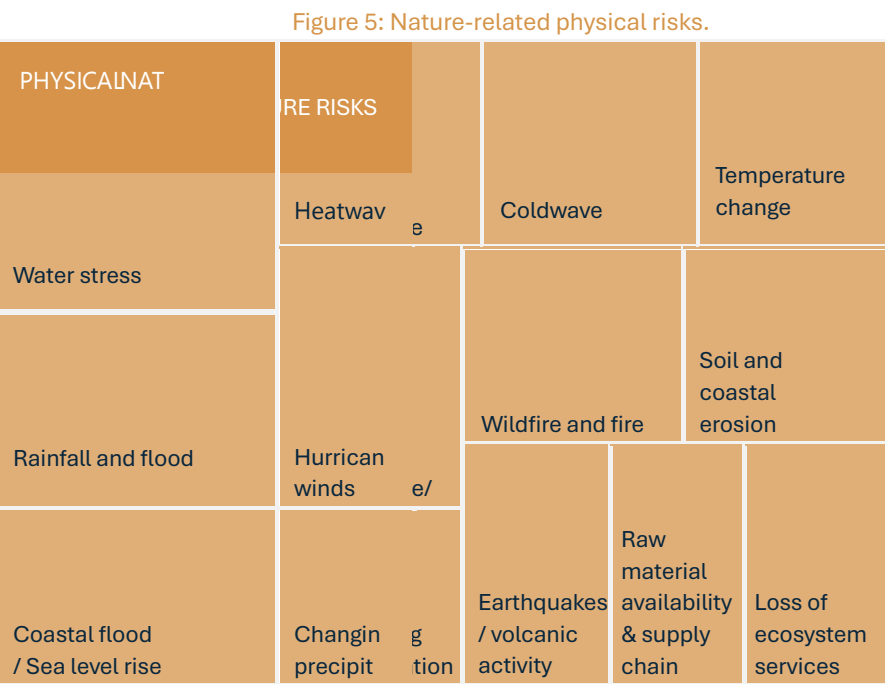 Figure 5: Nature-related physical risks.
PHYSICALNAT
URE RISKS
Heatwav
e
Coldwave
Temperature
change
Water stress
Rainfall and flood
Hurrican
winds e/
Wildfire and fire
Soil and
coastal
erosion
Coastal flood
/ Sea level rise
Changin g
precipit tion
Earthquakes
/ volcanic
activity
Raw
material
availability
& supply
chain
Loss of
ecosystem
services